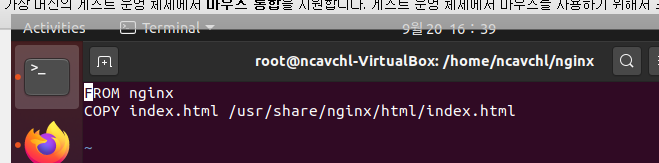 가상 머신의 게스트 운영 체제에서 마우스 통합을 지원합니다. 게스트 운영 체제에서 마우스를 사용하기 위해서
Activities Terminal 9월 20 16:39
root@ncavchl-VirtualBox: /home/ncavchl/nginx
FROM nginx
COPY index.html /usr/share/nginx/html/index.html
~